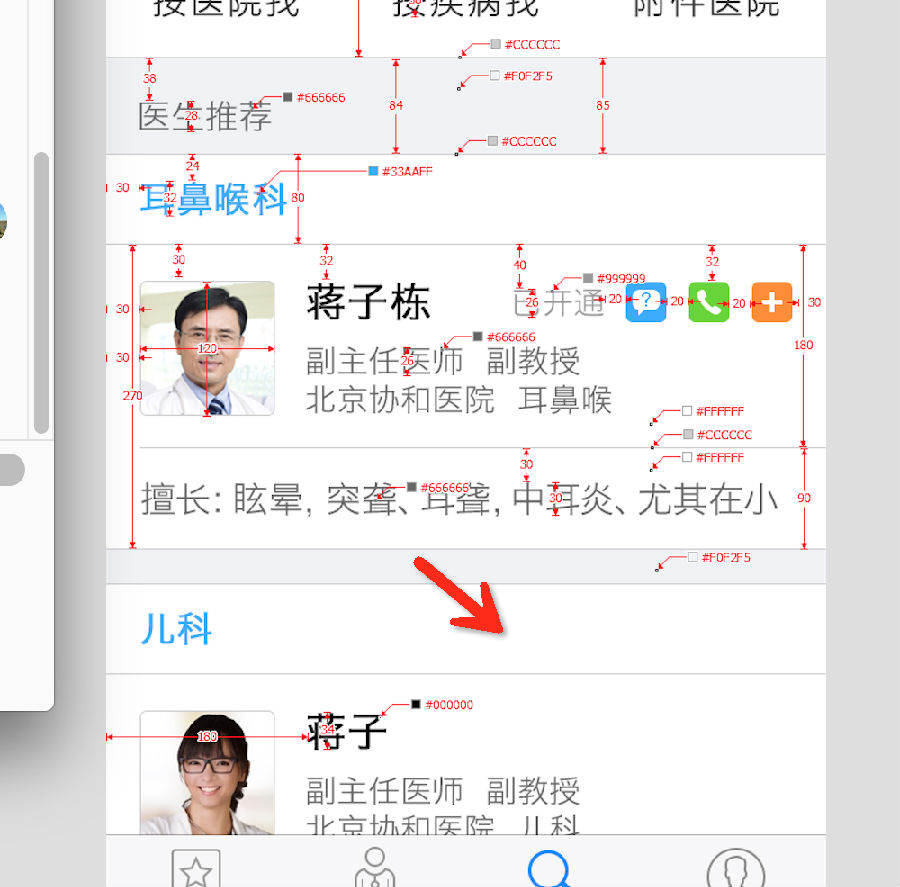 按医院找 按疾病找 附件医院
#CCCCCC
#F0F2F5
38
#666666
84
85
医生推荐
28
#CCCCCC
24
#33AAFF
30
32
耳鼻喉科
80
30
32
40
32
#999999
蒋子栋
已开通
26
20
20
20
30
30
#666666
180
120
30
副主任医师 副教授
26
270
北京协和医院 耳鼻喉
#FFFFFF
#CCCCCC
#FFFFFF
30
#666666
擅长: 眩晕, 突聋、耳聋, 中耳炎、尤其在小
30
90
#F0F2F5
儿科
#000000
蒋子
34
183
副主任医师 副教授
北京协和医院 儿科